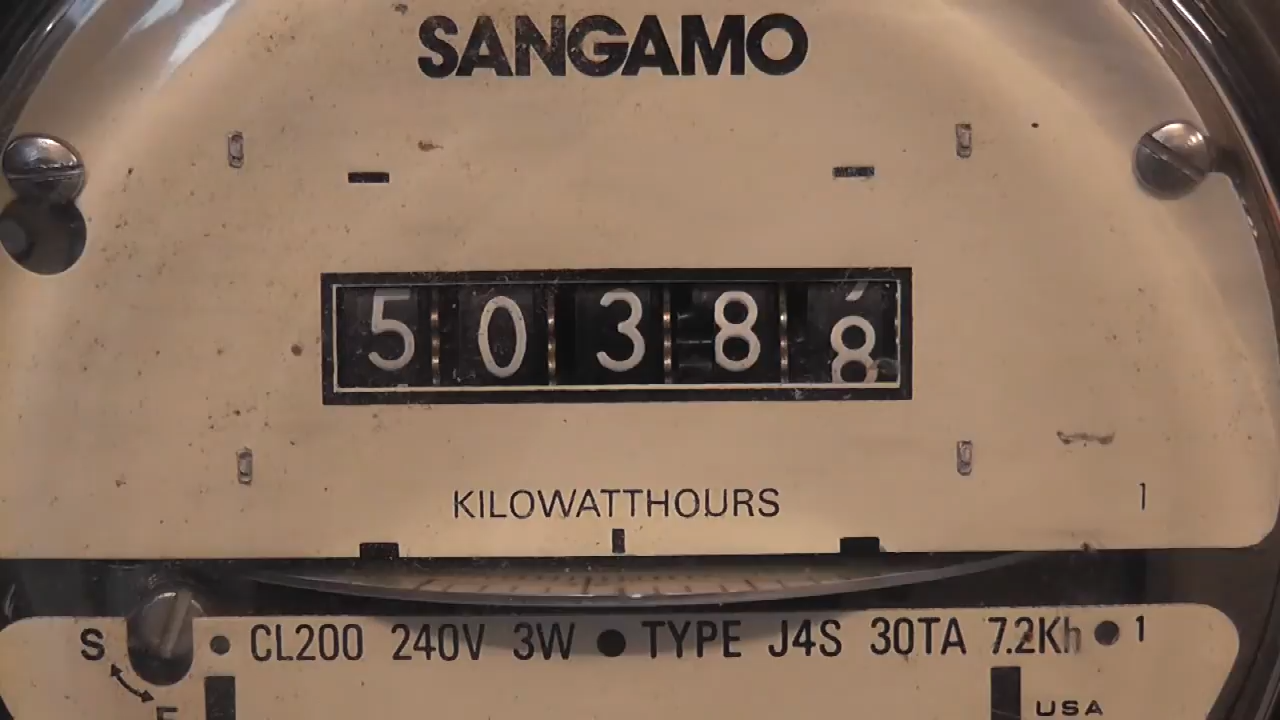 SANGAMO
50388
KILOWATTHOURS
1
S CL200 240V 3W ● TYPE J4S 30TA 7.2Kh ● 1
USA